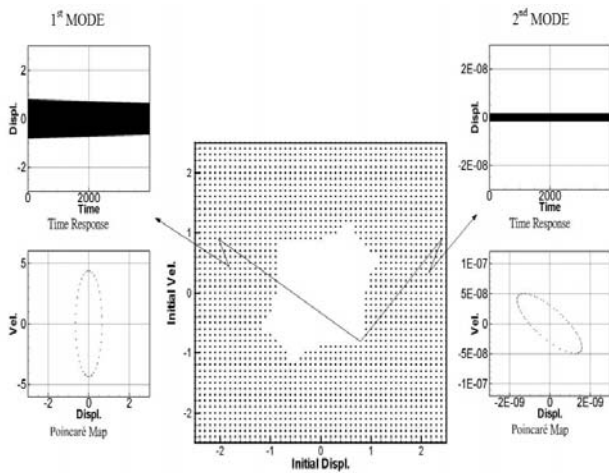 1st MODE
2
0
-2
Displ.
0
2000
Time
Time Response
5
0
-5
Vel.
-2
0
2
Displ.
Poincaré Map
2
1
0
-1
-2
Initial Vel.
-2
-1
0
1
2
Initial Displ.
2nd MODE
2E-08
0
-2E-08
Displ.
0
2000
Time
Time Response
1E-07
5E-08
0
-5E-08
-1E-07
Vel.
-2E-09
0
2E-09
Displ.
Poincaré Map